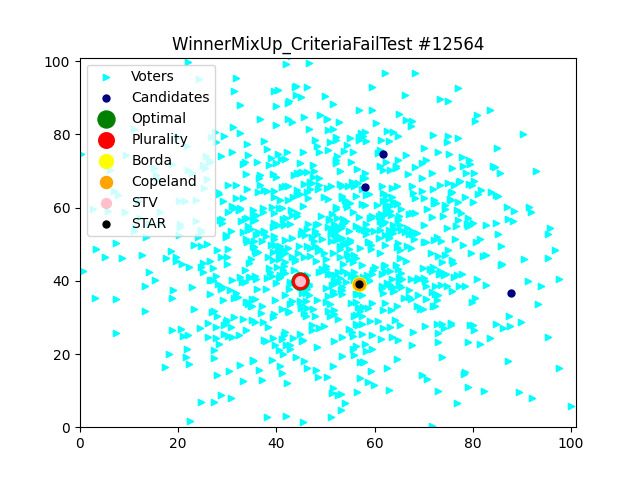 WinnerMixUp_CriteriaFailTest #12564
100
80
60
40
20
0
0 20 40 60 80 100
Voters
Candidates
Optimal
Plurality
Borda
Copeland
STV
STAR